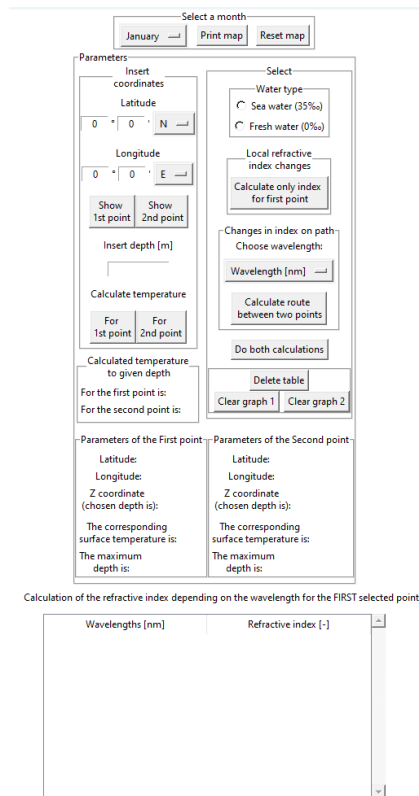 Select a month
January Print map Reset map
Parameters
Insert
coordinates
Latitude
0 ° 0 ' N
Longitude
0 ° 0 ' E
Show
1st point
Show
2nd point
Insert depth [m]
Calculate temperature
For
1st point
For
2nd point
Calculated temperature
to given depth
For the first point is:
For the second point is:
Select
Water type
Sea water (35‰)
Fresh water (0‰)
Local refractive
index changes
Calculate only index
for first point
Changes in index on path
Choose wavelength:
Wavelength [nm]
Calculate route
between two points
Do both calculations
Delete table
Clear graph 1 Clear graph 2
Parameters of the First point
Latitude:
Longitude:
Z coordinate
(chosen depth is):
The corresponding
surface temperature is:
The maximum
depth is:
Parameters of the Second point
Latitude:
Longitude:
Z coordinate
(chosen depth is):
The corresponding
surface temperature is:
The maximum
depth is:
Calculation of the refractive index depending on the wavelength for the FIRST selected point
Wavelengths [nm] Refractive index [-]